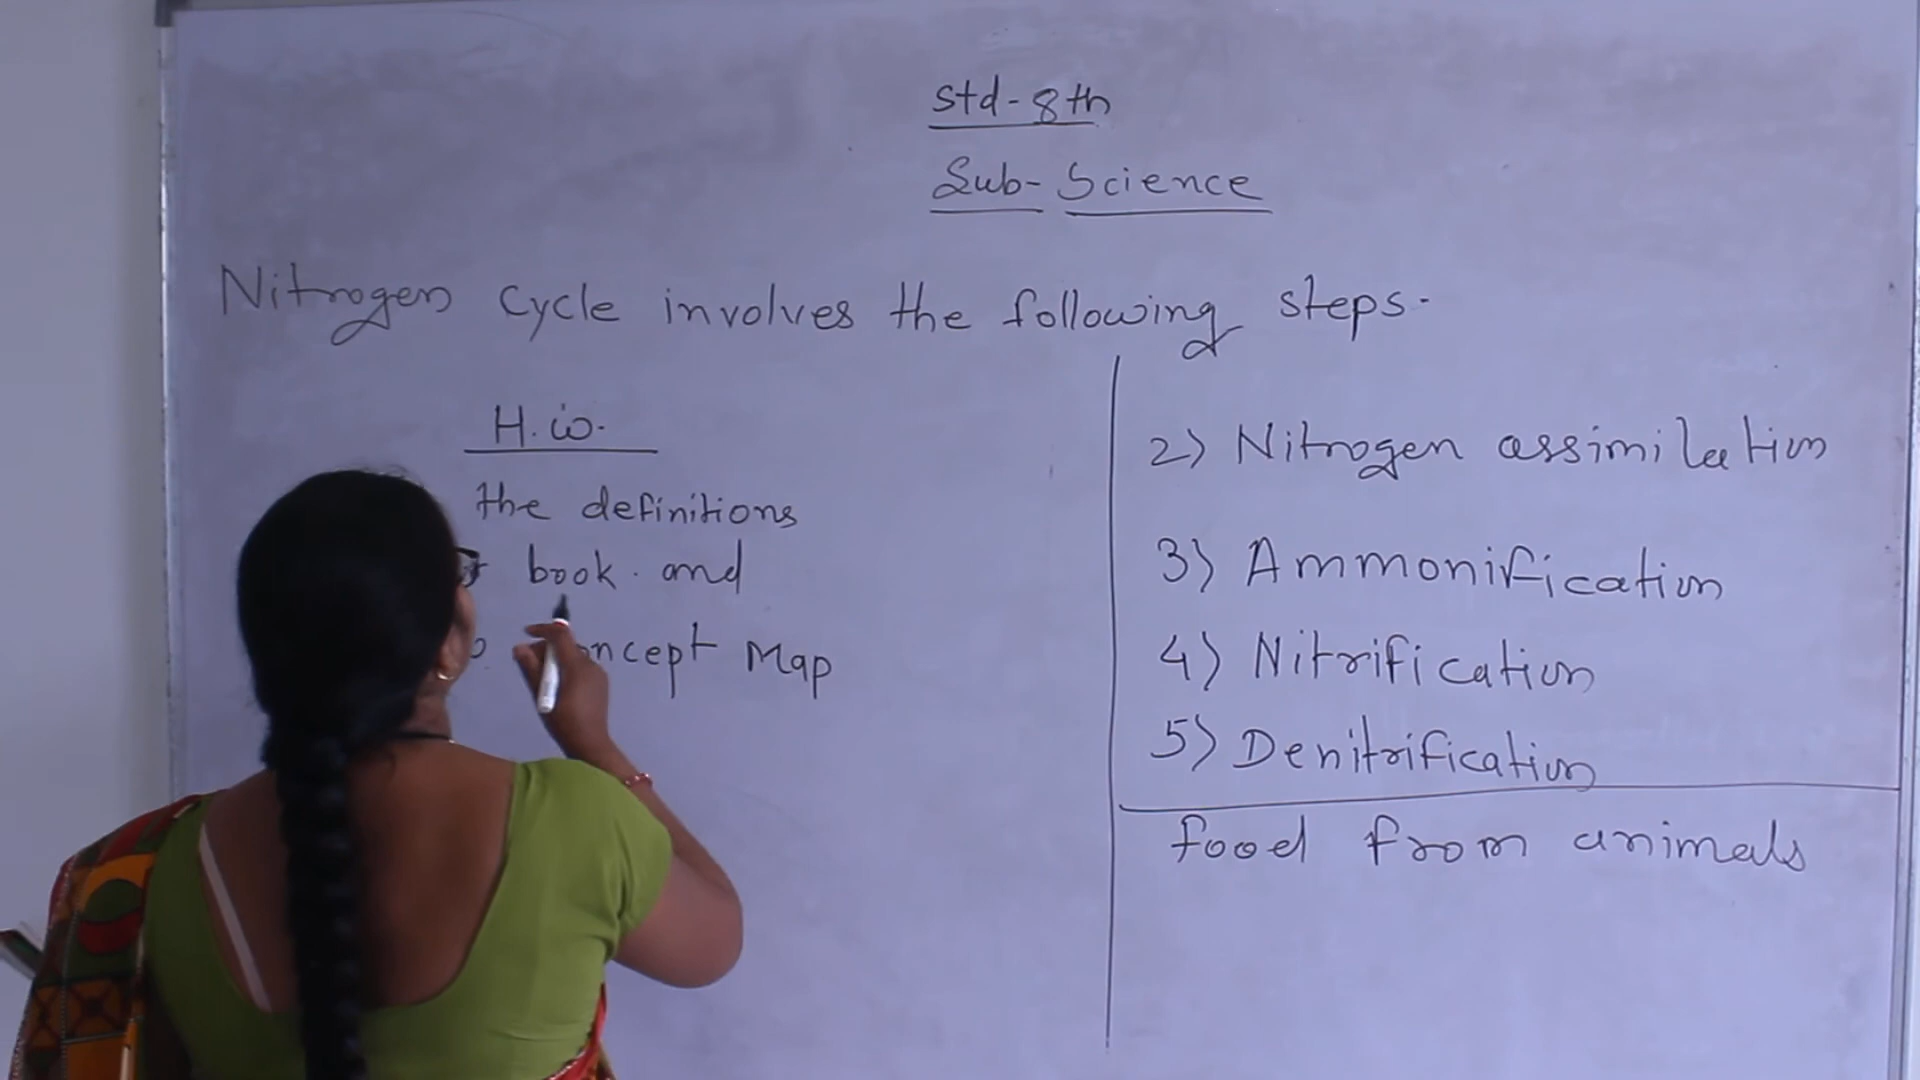 Std - 8th
Sub - Science
Nitrogen cycle involves the following steps.
H.W.
the definitions
book. and
Map
2) Nitrogen assimilation
3) Ammonification
4) Nitrification
5) Denitrification
food from animals